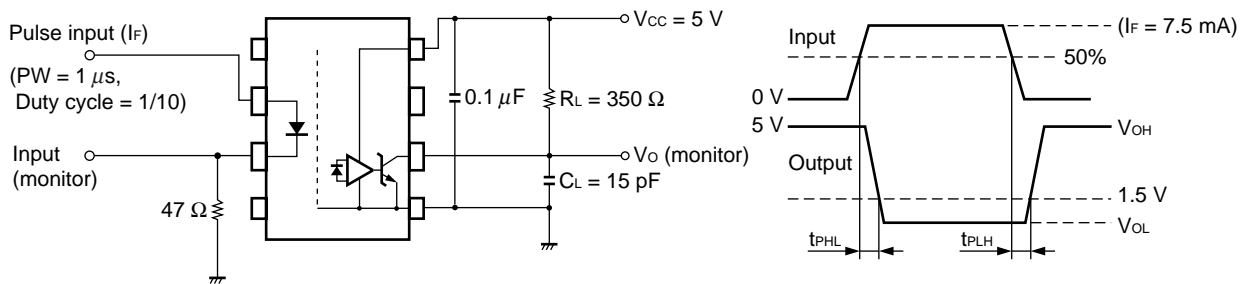 Pulse input (IF)
(PW = 1 μs,
Duty cycle = 1/10)
Input
(monitor)
47 Ω
VCC = 5 V
0.1 μF
RL = 350 Ω
VO (monitor)
CL = 15 pF
Input
(IF = 7.5 mA)
50%
0 V
5 V
VOH
Output
1.5 V
VOL
tPHL
tPLH